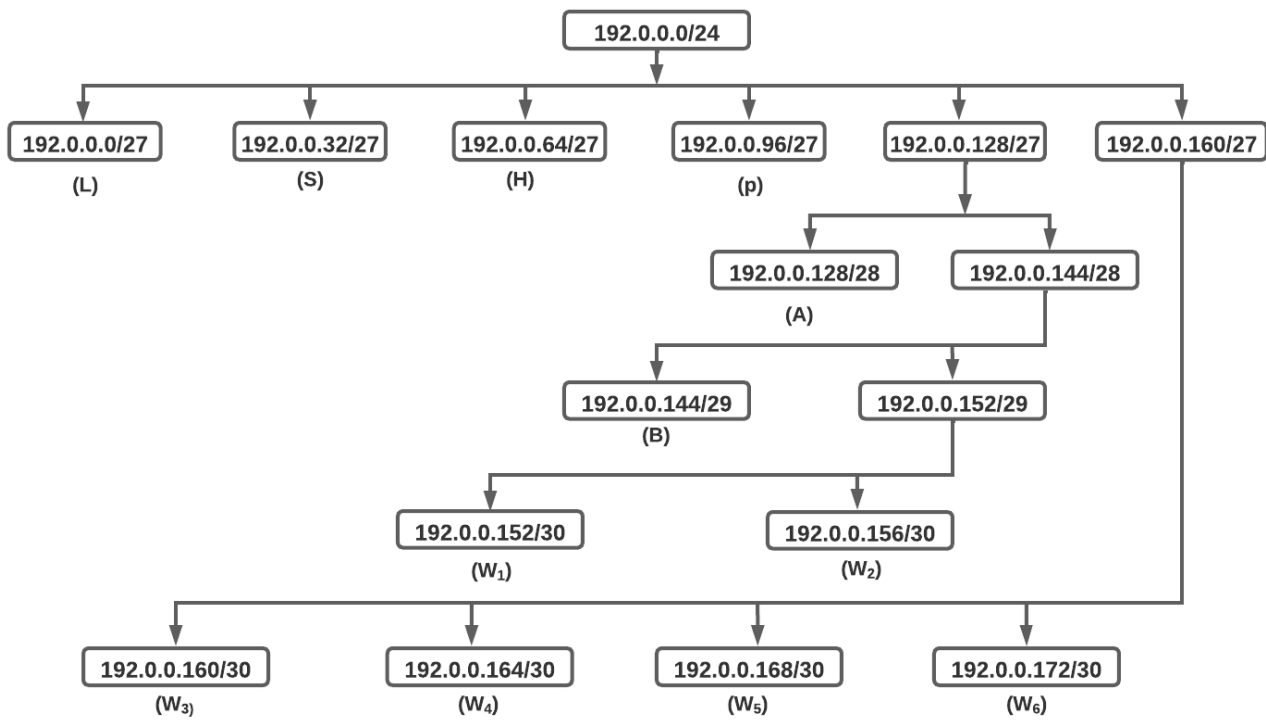 192.0.0.0/24
192.0.0.0/27
192.0.0.32/27
192.0.0.64/27
192.0.0.96/27
192.0.0.128/27
192.0.0.160/27
(L)
(S)
(H)
(p)
192.0.0.128/28
192.0.0.144/28
(A)
192.0.0.144/29
192.0.0.152/29
(B)
192.0.0.152/30
192.0.0.156/30
(W₁)
(W₂)
192.0.0.160/30
192.0.0.164/30
192.0.0.168/30
192.0.0.172/30
(W₃)
(W₄)
(W₅)
(W₆)